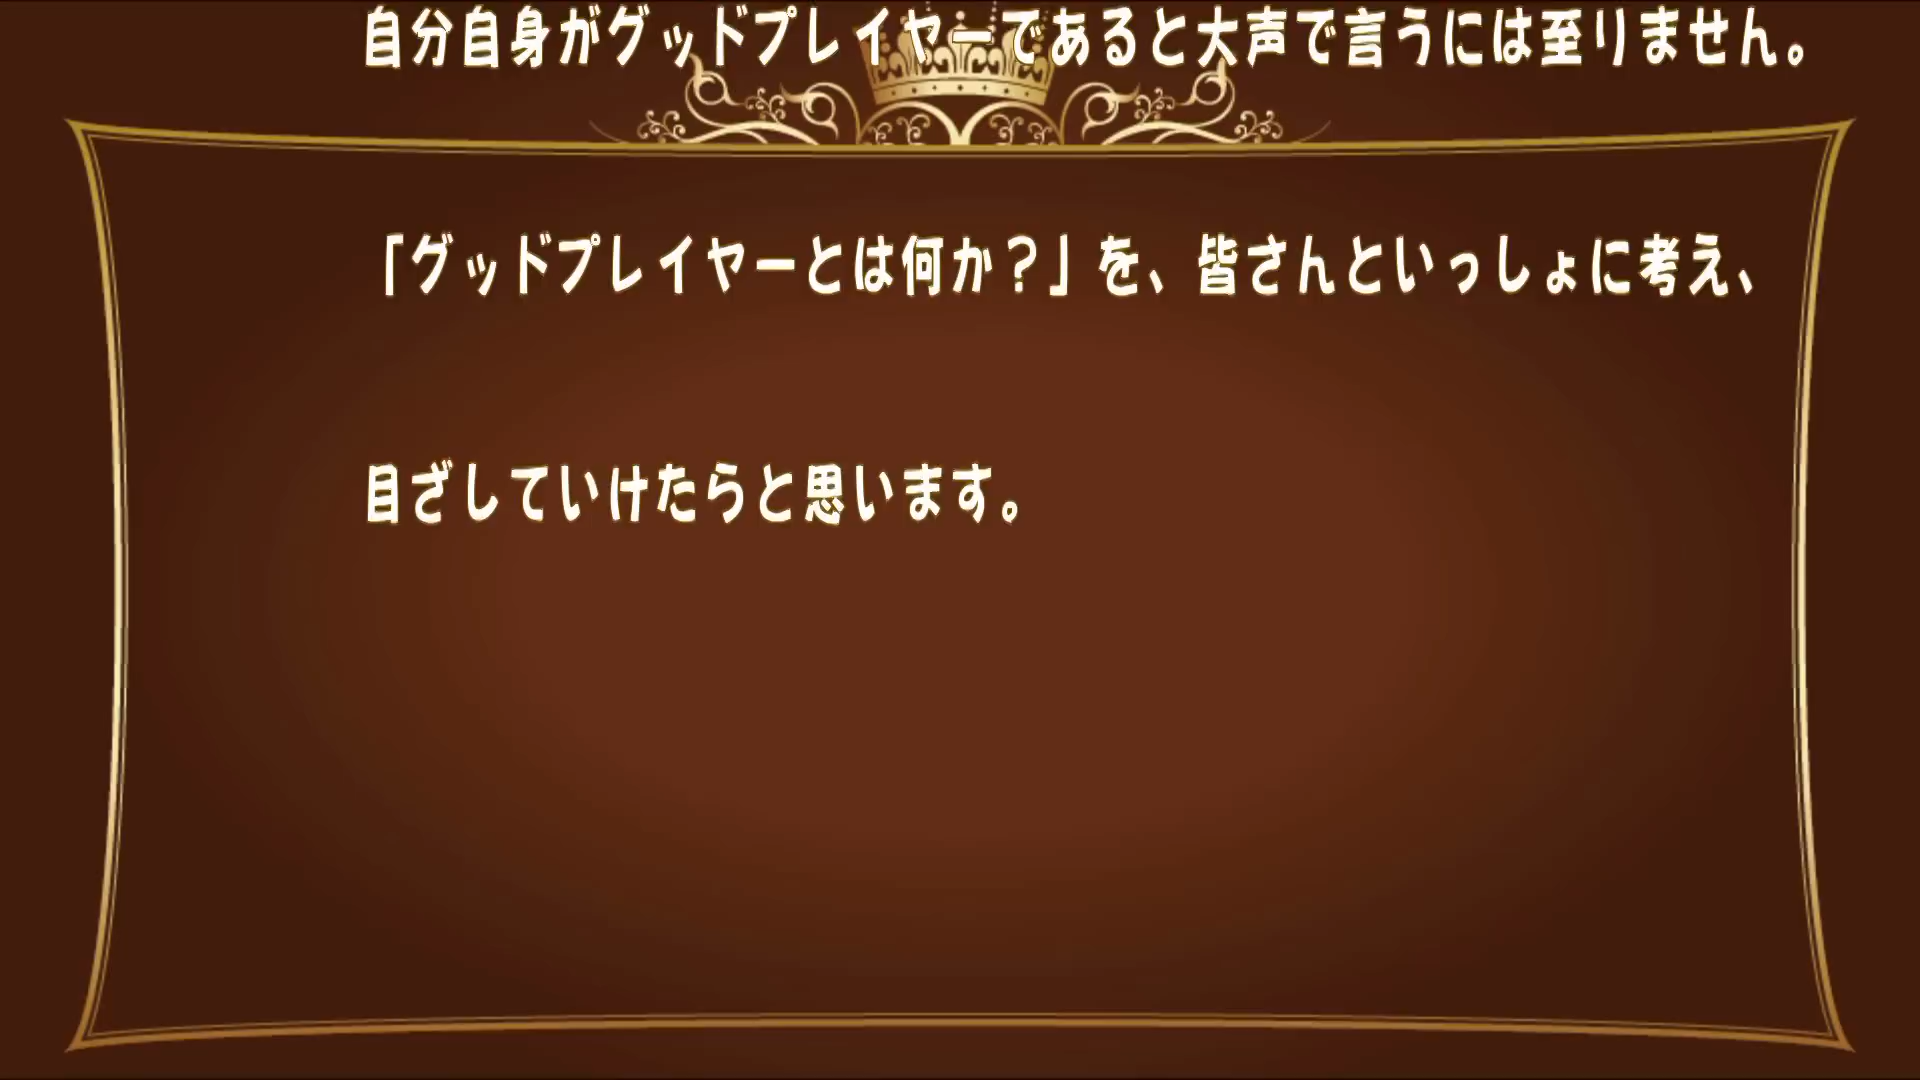 自分自身がグッドプレイヤーであると大声で言うには至りません。
「グッドプレイヤーとは何か？」を、皆さんといっしょに考え、
目ざしていけたらと思います。